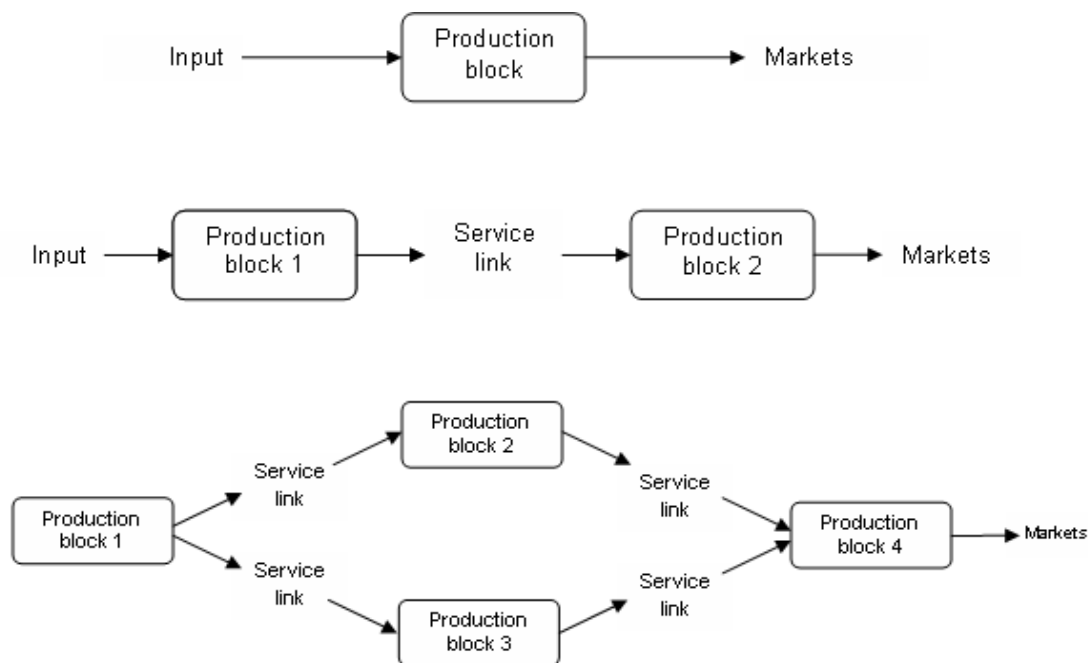 Input
Production
block
Markets
Input
Production
block 1
Service
link
Production
block 2
Markets
Production
block 1
Service
link
Service
link
Production
block 2
Production
block 3
Service
link
Service
link
Production
block 4
Markets